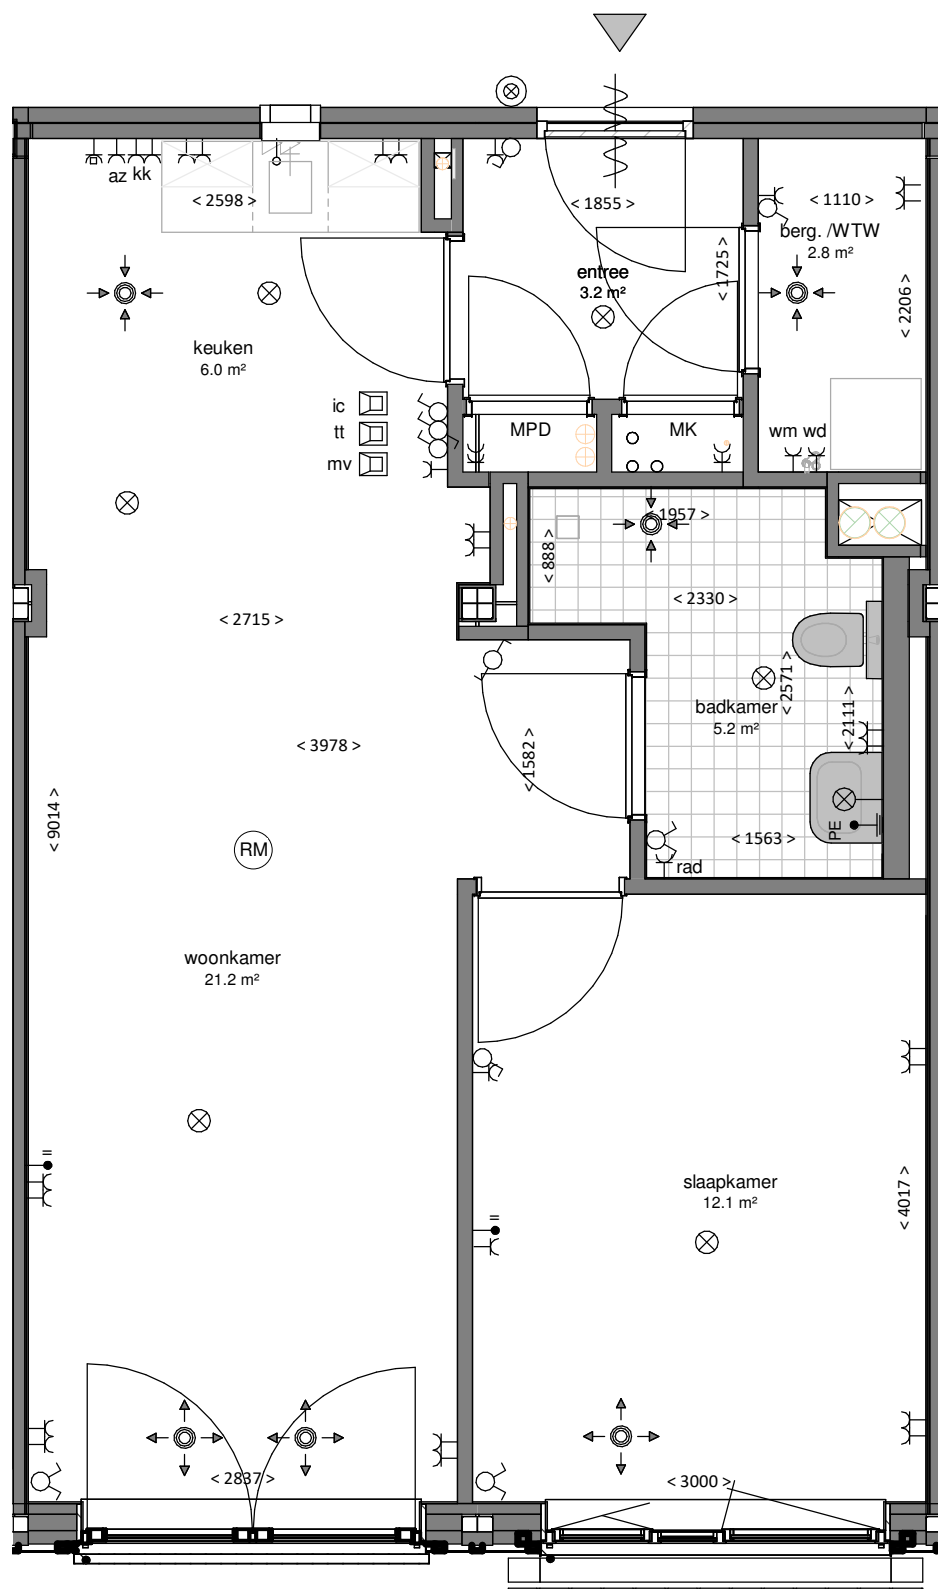 az kk
< 2598 >
< 1855 >
< 1110 >
berg. /WTW
2.8 m²
entree
3.2 m²
< 1725 >
< 2206 >
keuken
6.0 m²
ic
tt
mv
MPD
MK
wm wd
< 1957 >
< 888 >
< 2330 >
< 2715 >
< 2571 >
badkamer
5.2 m²
< 2111 >
< 3978 >
< 1582 >
< 9014 >
RM
PE
< 1563 >
rad
woonkamer
21.2 m²
=
slaapkamer
12.1 m²
< 4017 >
=
< 2837 >
< 3000 >